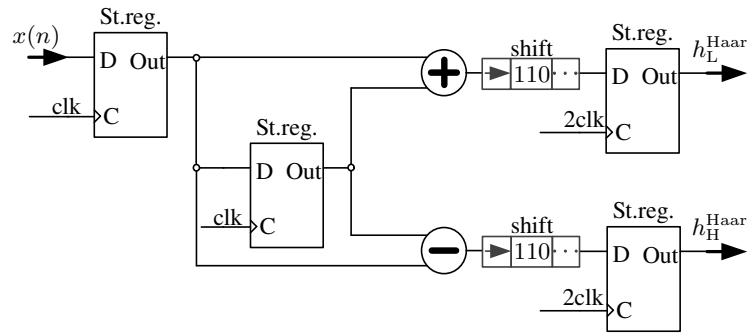 St.reg.
x(n)
D Out
clk
C
St.reg.
D Out
clk
C
+
shift
110 ···
St.reg.
D Out
2clk
C
h_L^Haar
−
shift
110 ···
St.reg.
D Out
2clk
C
h_H^Haar